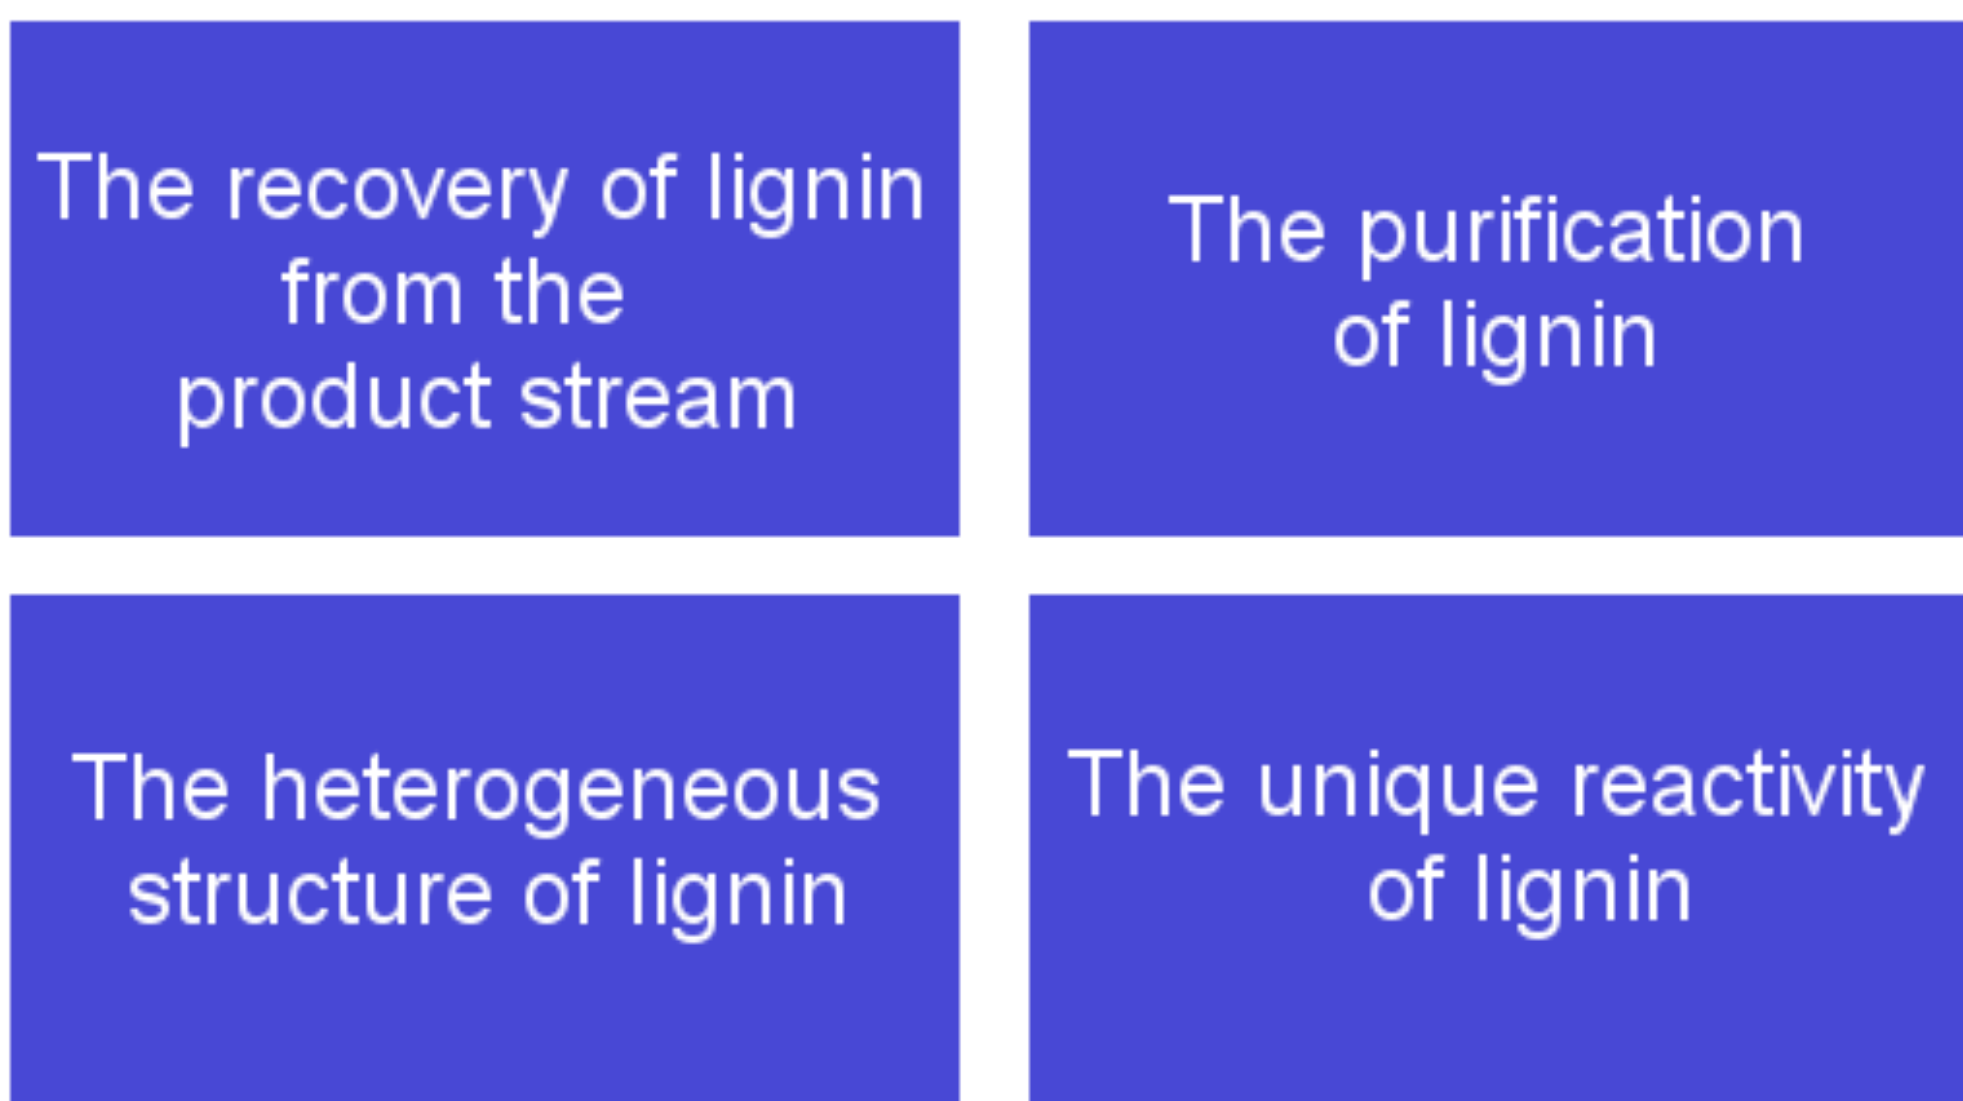 The recovery of lignin
from the
product stream
The purification
of lignin
The heterogeneous
structure of lignin
The unique reactivity
of lignin